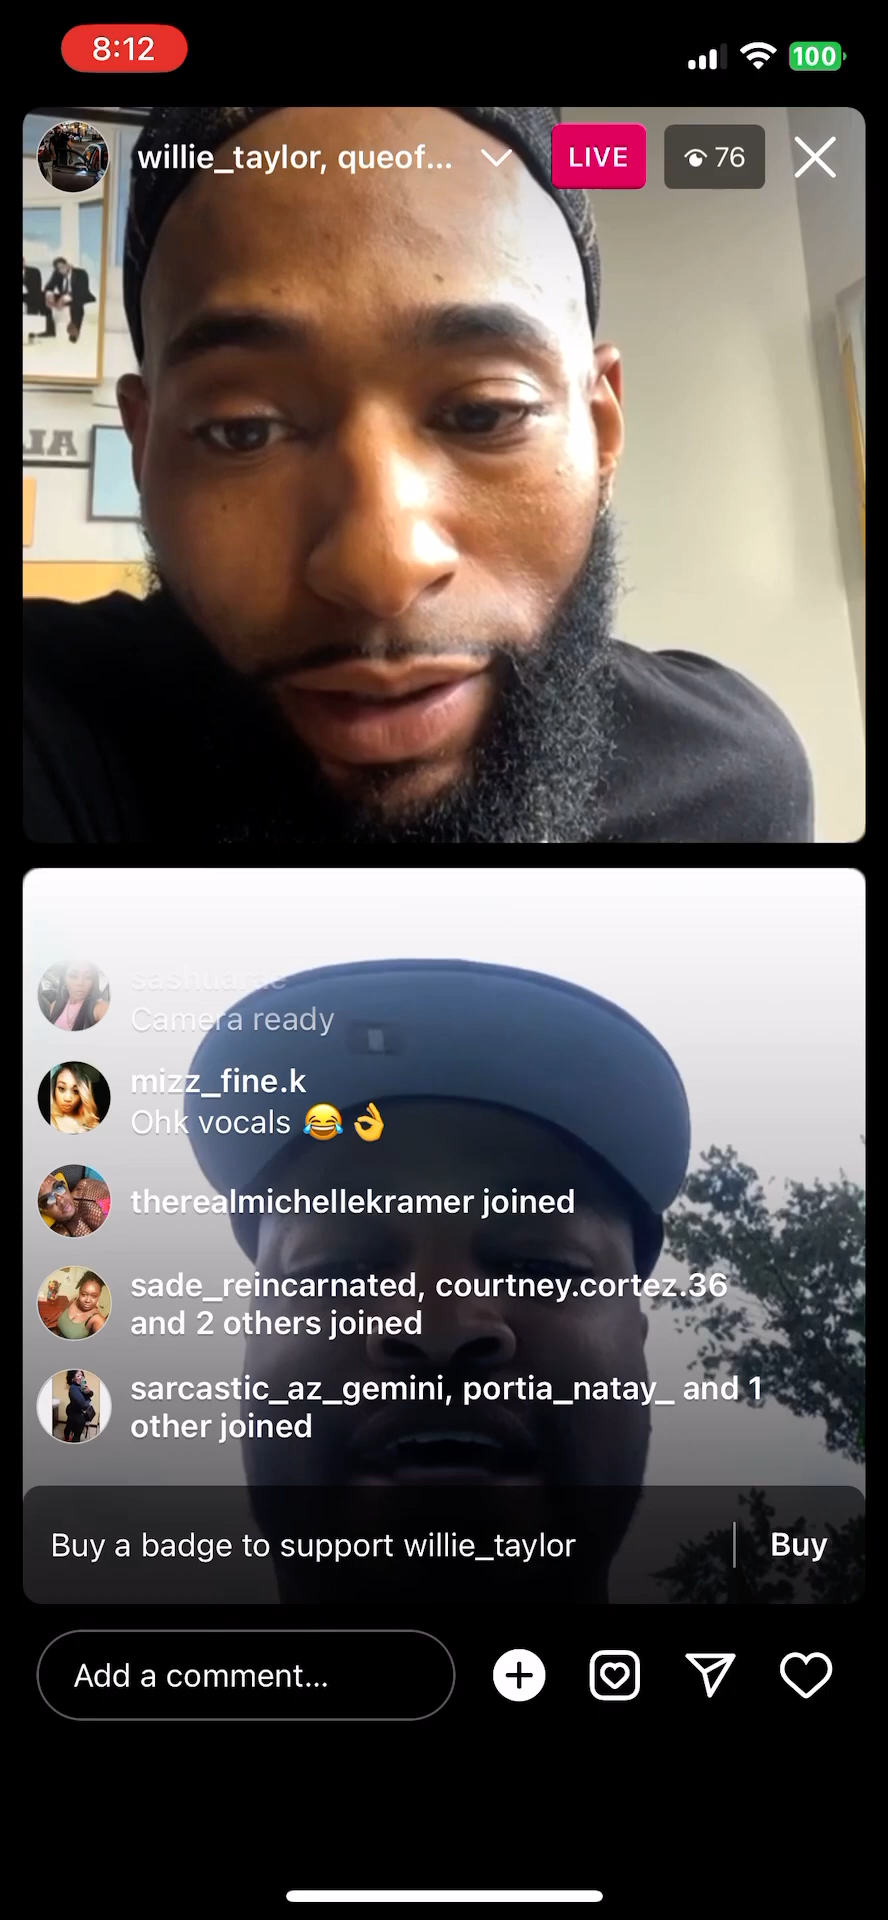 8:12
100
willie_taylor, queof...
LIVE
76
sashuarae
Camera ready
mizz_fine.k
Ohk vocals 😂👌
therealmichellekramer joined
sade_reincarnated, courtney.cortez.36
and 2 others joined
sarcastic_az_gemini, portia_natay_ and 1
other joined
Buy a badge to support willie_taylor
Buy
Add a comment...